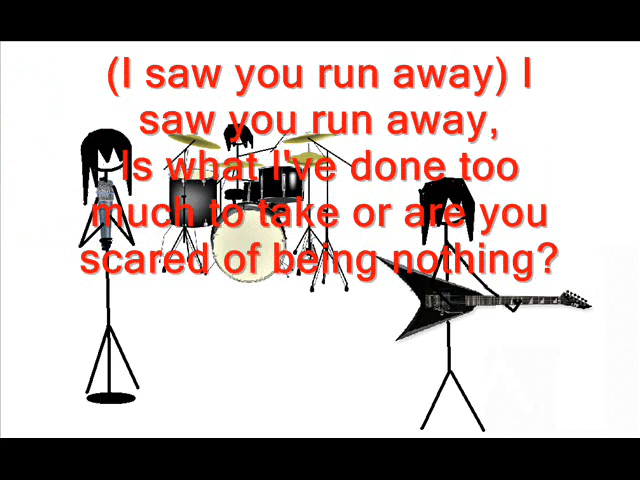 (I saw you run away) I
saw you run away,
Is what I've done too
much to take or are you
scared of being nothing?